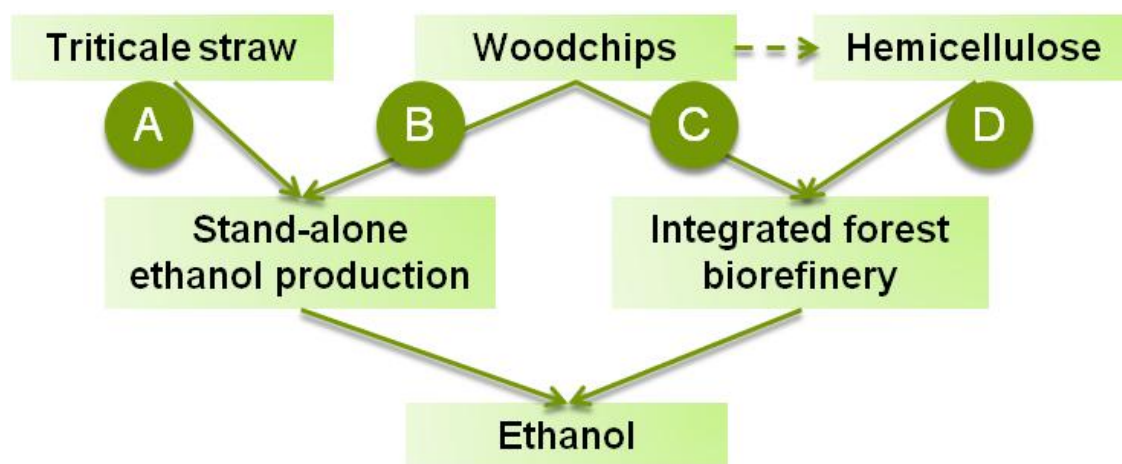 Triticale straw
Woodchips
Hemicellulose
A
B
C
D
Stand-alone
ethanol production
Integrated forest
biorefinery
Ethanol